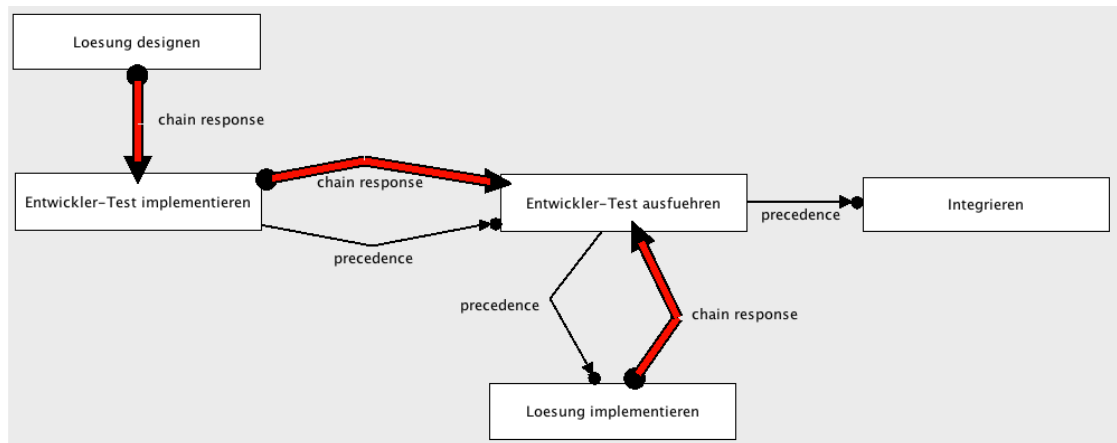 Loesung designen
chain response
Entwickler-Test implementieren
chain response
precedence
Entwickler-Test ausfuehren
precedence
Integrieren
precedence
chain response
Loesung implementieren